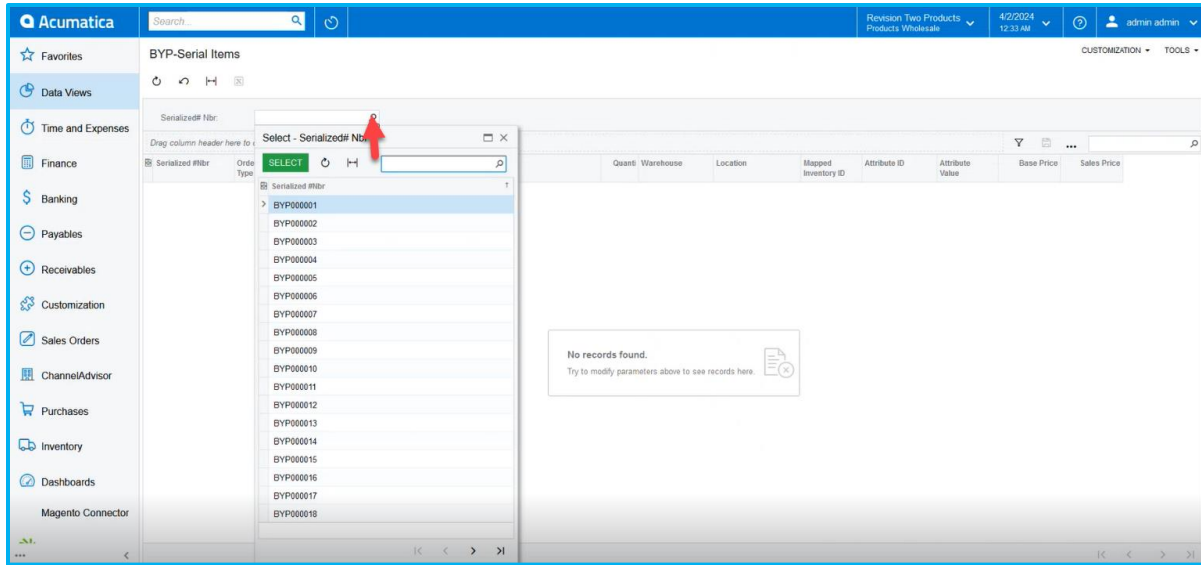 Acumatica
Search...
Revision Two Products
Products Wholesale
4/2/2024
12:33 AM
admin admin
Favorites
Data Views
Time and Expenses
Finance
Banking
Payables
Receivables
Customization
Sales Orders
ChannelAdvisor
Purchases
Inventory
Dashboards
Magento Connector
BYP-Serial Items
CUSTOMIZATION
TOOLS
Serialized# Nbr:
Drag column header here to
Serialized #Nbr
Orde
Type
Quanti
Warehouse
Location
Mapped
Inventory ID
Attribute ID
Attribute
Value
Base Price
Sales Price
Select - Serialized# Nb
SELECT
Serialized #Nbr
BYP000001
BYP000002
BYP000003
BYP000004
BYP000005
BYP000006
BYP000007
BYP000008
BYP000009
BYP000010
BYP000011
BYP000012
BYP000013
BYP000014
BYP000015
BYP000016
BYP000017
BYP000018
No records found.
Try to modify parameters above to see records here.